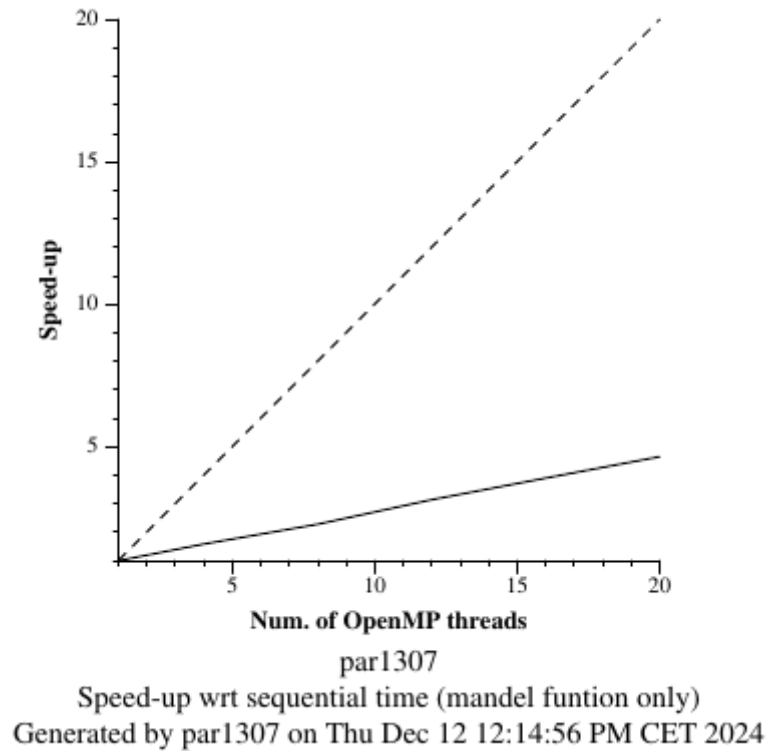 20
15
10
5
Speed-up
5
10
15
20
Num. of OpenMP threads
par1307
Speed-up wrt sequential time (mandel funtion only)
Generated by par1307 on Thu Dec 12 12:14:56 PM CET 2024